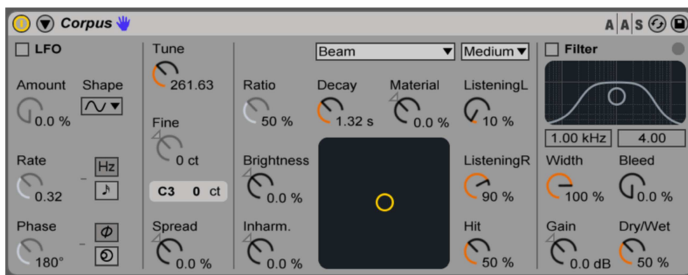 Corpus A A S
LFO
Amount Shape
0.0 %
Rate Hz
0.32
Phase Φ
180°
Tune
261.63
Fine
0 ct
C3 0 ct
Spread
0.0 %
Beam Medium
Ratio Decay Material ListeningL
50 % 1.32 s 0.0 % 10 %
Brightness ListeningR
0.0 % 90 %
Inharm. Hit
0.0 % 50 %
Filter
1.00 kHz 4.00
Width Bleed
100 % 0.0 %
Gain Dry/Wet
0.0 dB 50 %